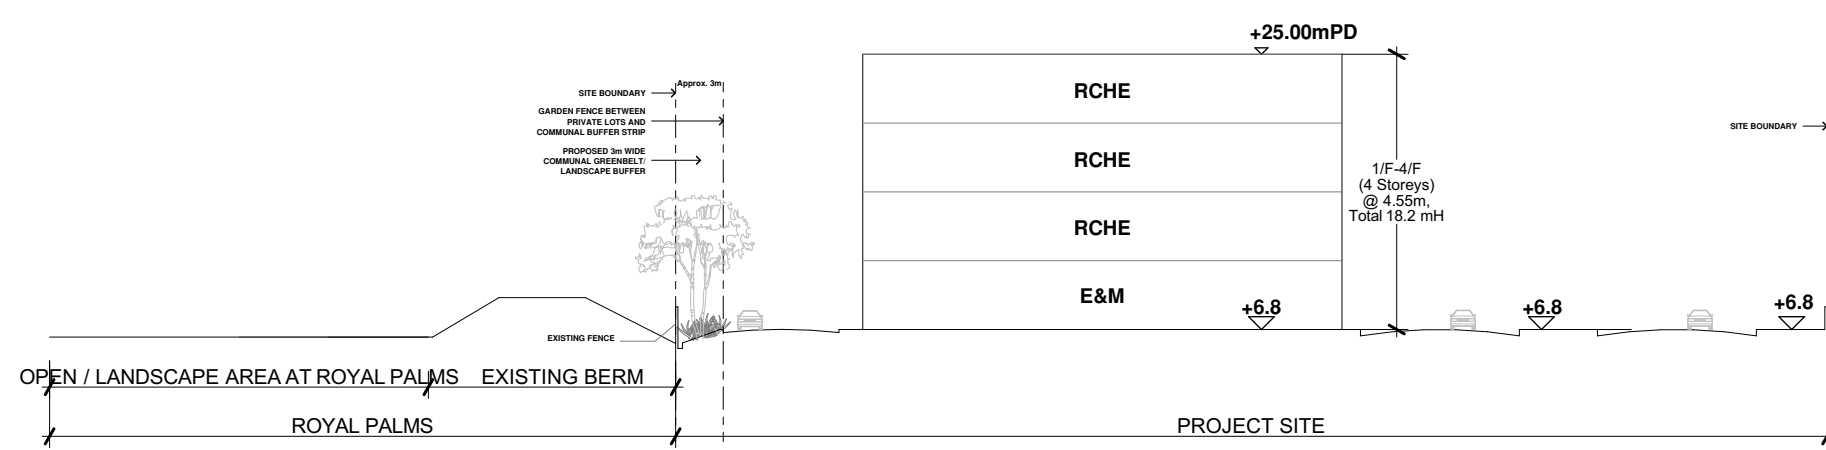 +25.00mPD
Approx. 3m
SITE BOUNDARY
GARDEN FENCE BETWEEN
PRIVATE LOTS AND
COMMUNAL BUFFER STRIP
PROPOSED 3m WIDE
COMMUNAL GREENBELT/
LANDSCAPE BUFFER
RCHE
RCHE
RCHE
E&M
1/F-4/F
(4 Storeys)
@ 4.55m,
Total 18.2 mH
SITE BOUNDARY
+6.8
+6.8
+6.8
EXISTING FENCE
OPEN / LANDSCAPE AREA AT ROYAL PALMS
EXISTING BERM
ROYAL PALMS
PROJECT SITE